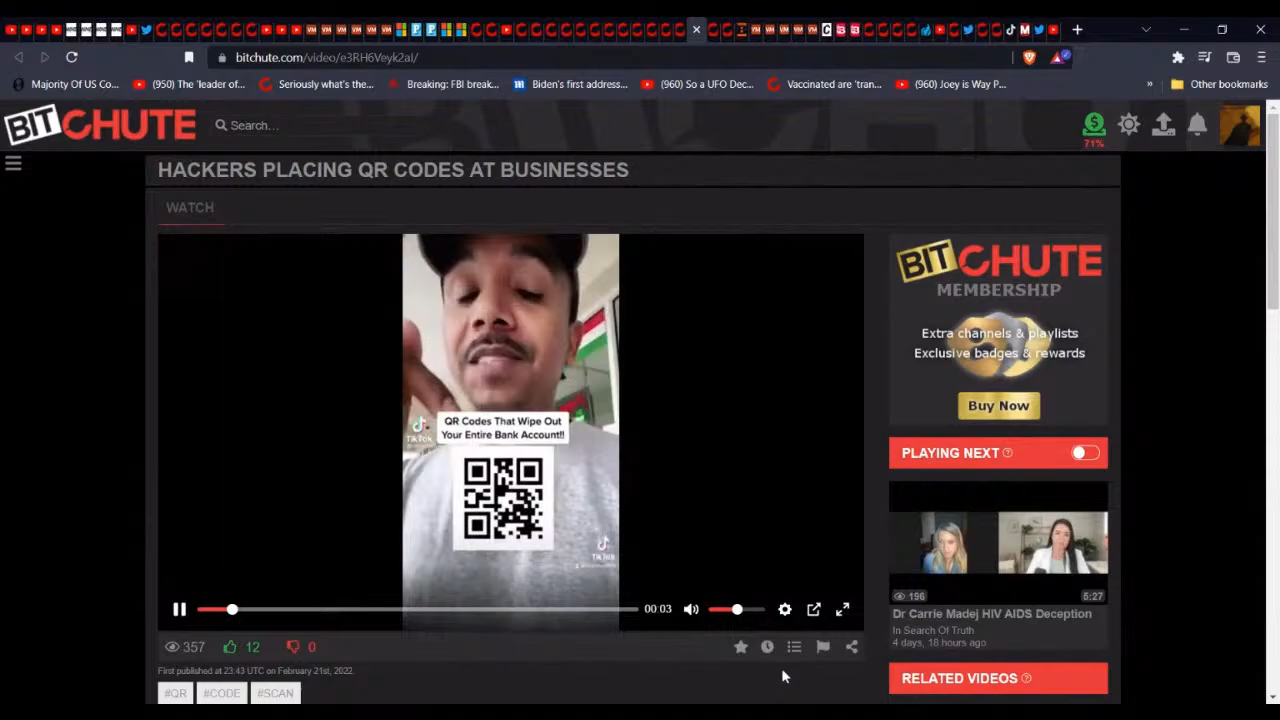 bitchute.com/video/e3RH6Veyk2aI/
Majority Of US Co...
(950) The 'leader of...
Seriously what's the...
Breaking: FBI break...
Biden's first address...
(960) So a UFO Dec...
Vaccinated are 'tran...
(960) Joey is Way P...
»
Other bookmarks
BITCHUTE
Search...
71%
HACKERS PLACING QR CODES AT BUSINESSES
WATCH
QR Codes That Wipe Out
Your Entire Bank Account!!
TikTok
TikTok
00:03
357
12
0
First published at 23:43 UTC on February 21st, 2022.
#QR
#CODE
#SCAN
BITCHUTE
MEMBERSHIP
Extra channels & playlists
Exclusive badges & rewards
Buy Now
PLAYING NEXT
196
5:27
Dr Carrie Madej HIV AIDS Deception
In Search Of Truth
4 days, 18 hours ago
RELATED VIDEOS